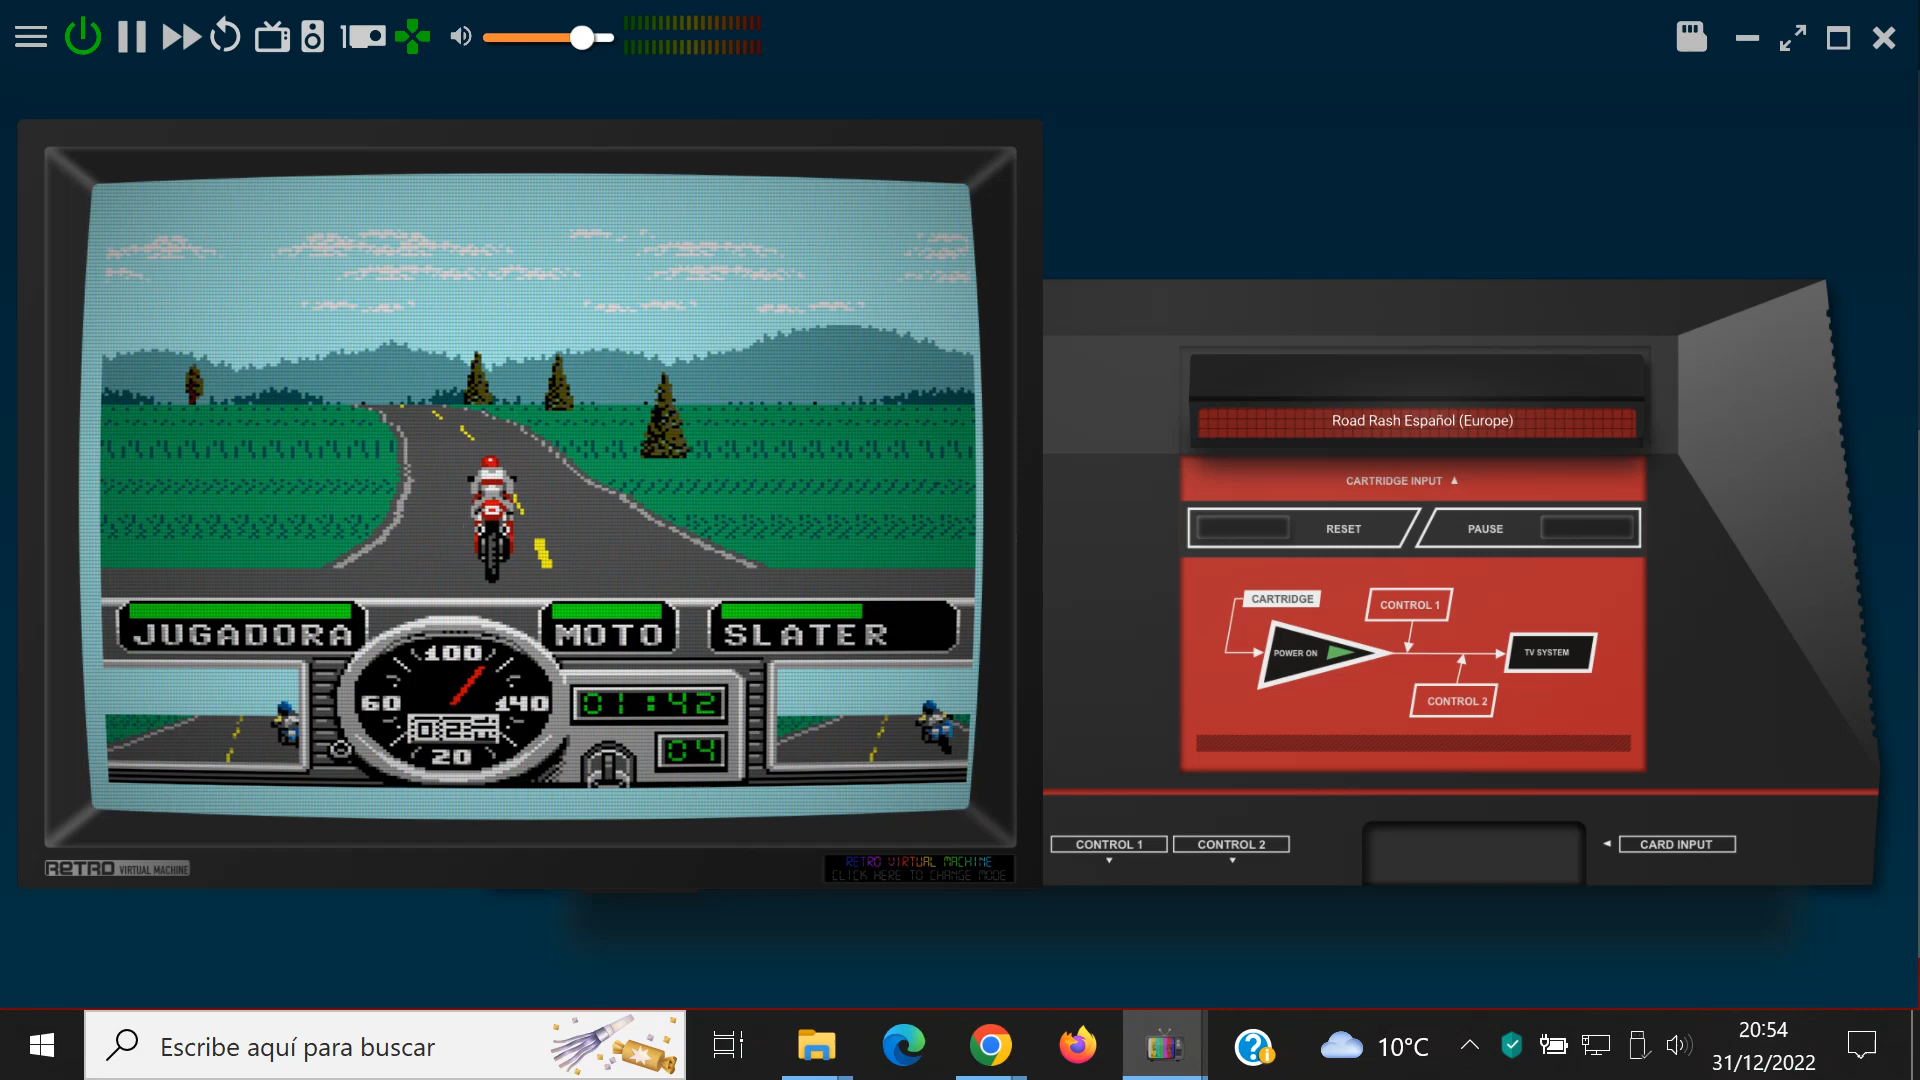 Road Rash Español (Europe)
CARTRIDGE INPUT
RESET
PAUSE
CARTRIDGE
CONTROL 1
POWER ON
TV SYSTEM
CONTROL 2
JUGADORA
MOTO
SLATER
100
60
140
20
01:42
04
CONTROL 1
CONTROL 2
CARD INPUT
RETRO VIRTUAL MACHINE
RETRO VIRTUAL MACHINE
CLICK HERE TO CHANGE MODE
Escribe aquí para buscar
10°C
20:54
31/12/2022